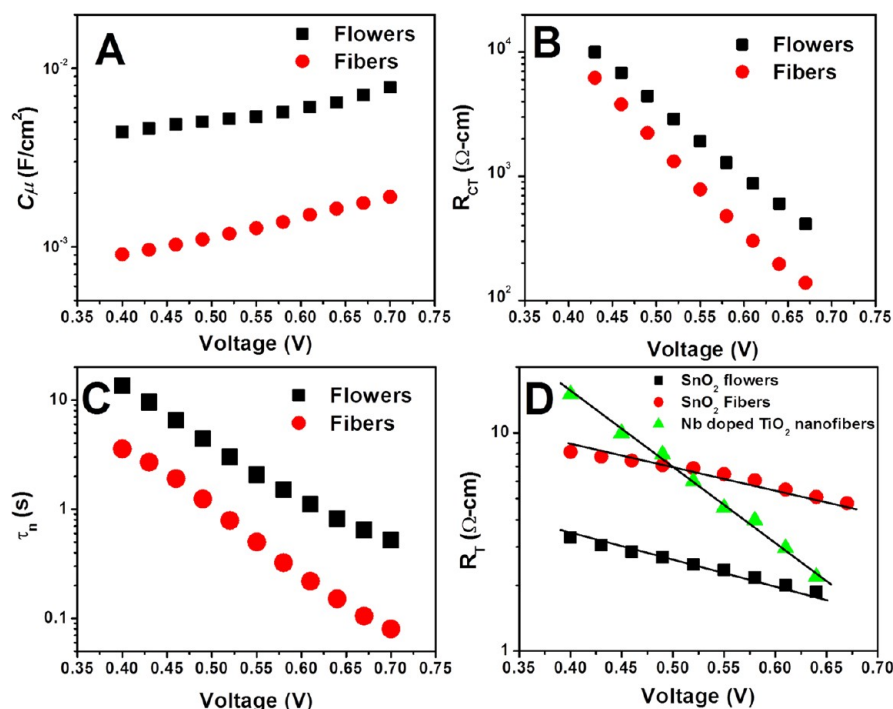 A
Flowers
Fibers
10⁻²
10⁻³
Cμ (F/cm²)
0.35 0.40 0.45 0.50 0.55 0.60 0.65 0.70 0.75
Voltage (V)
B
Flowers
Fibers
10⁴
10³
10²
R_CT (Ω-cm)
0.35 0.40 0.45 0.50 0.55 0.60 0.65 0.70 0.75
Voltage (V)
C
Flowers
Fibers
10
1
0.1
τₙ (s)
0.35 0.40 0.45 0.50 0.55 0.60 0.65 0.70 0.75
Voltage (V)
D
SnO₂ flowers
SnO₂ Fibers
Nb doped TiO₂ nanofibers
10
1
R_T (Ω-cm)
0.35 0.40 0.45 0.50 0.55 0.60 0.65 0.70
Voltage (V)